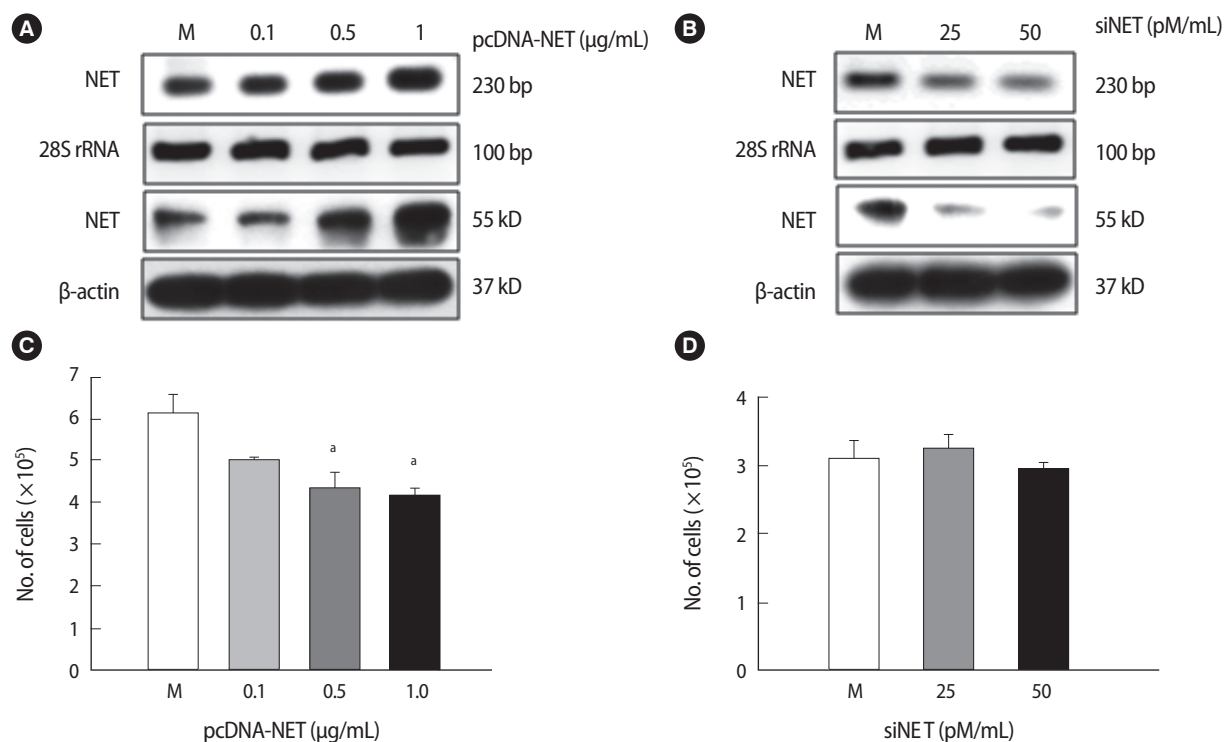 A
M 0.1 0.5 1 pcDNA-NET (μg/mL)
NET 230 bp
28S rRNA 100 bp
NET 55 kD
β-actin 37 kD
B
M 25 50 siNET (pM/mL)
NET 230 bp
28S rRNA 100 bp
NET 55 kD
β-actin 37 kD
C
No. of cells (×10⁵)
7
6
5
4
3
2
1
0
a a
M 0.1 0.5 1.0
pcDNA-NET (μg/mL)
D
No. of cells (×10⁵)
4
3
2
1
0
M 25 50
siNET (pM/mL)